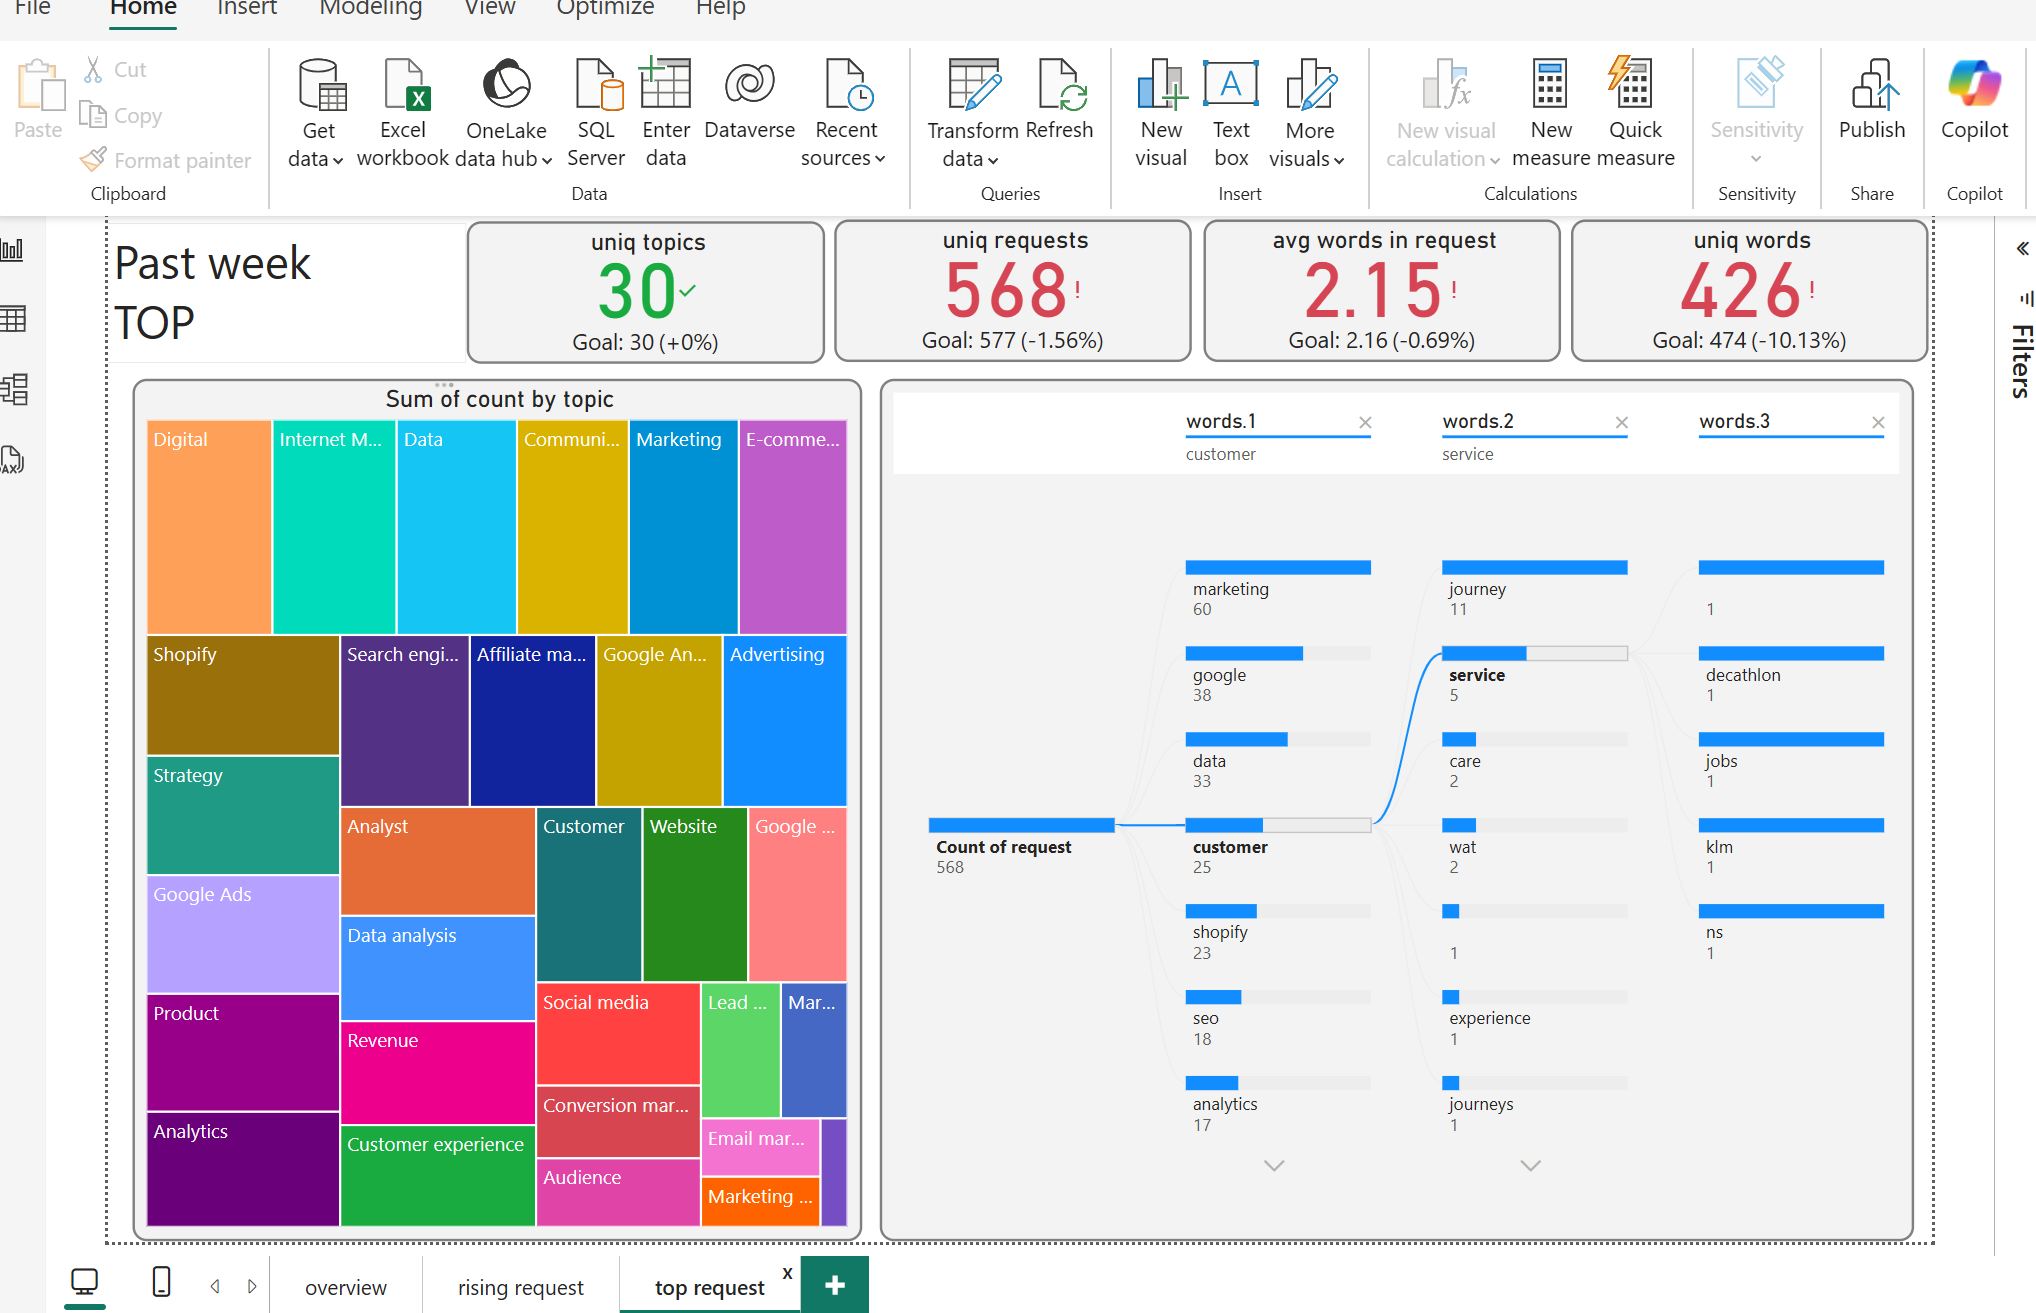 File Home Insert Modeling View Optimize Help
Paste
Cut
Copy
Format painter
Clipboard
Get data
Excel workbook
OneLake data hub
SQL Server
Enter data
Dataverse
Recent sources
Data
Transform data
Refresh
Queries
New visual
Text box
More visuals
Insert
New visual calculation
New measure
Quick measure
Calculations
Sensitivity
Sensitivity
Publish
Share
Copilot
Copilot
Past week
TOP
uniq topics
30
Goal: 30 (+0%)
uniq requests
568!
Goal: 577 (-1.56%)
avg words in request
2.15!
Goal: 2.16 (-0.69%)
uniq words
426!
Goal: 474 (-10.13%)
Filters
Sum of count by topic
Digital
Internet M...
Data
Communi...
Marketing
E-comme...
Shopify
Search engi...
Affiliate ma...
Google An...
Advertising
Strategy
Analyst
Customer
Website
Google ...
Google Ads
Data analysis
Product
Social media
Lead ...
Mar...
Revenue
Conversion mar...
Analytics
Customer experience
Email mar...
Audience
Marketing ...
words.1
customer
words.2
service
words.3
Count of request
568
marketing
60
google
38
data
33
customer
25
shopify
23
seo
18
analytics
17
journey
11
service
5
care
2
wat
2
1
experience
1
journeys
1
1
decathlon
1
jobs
1
klm
1
ns
1
overview
rising request
top request
x